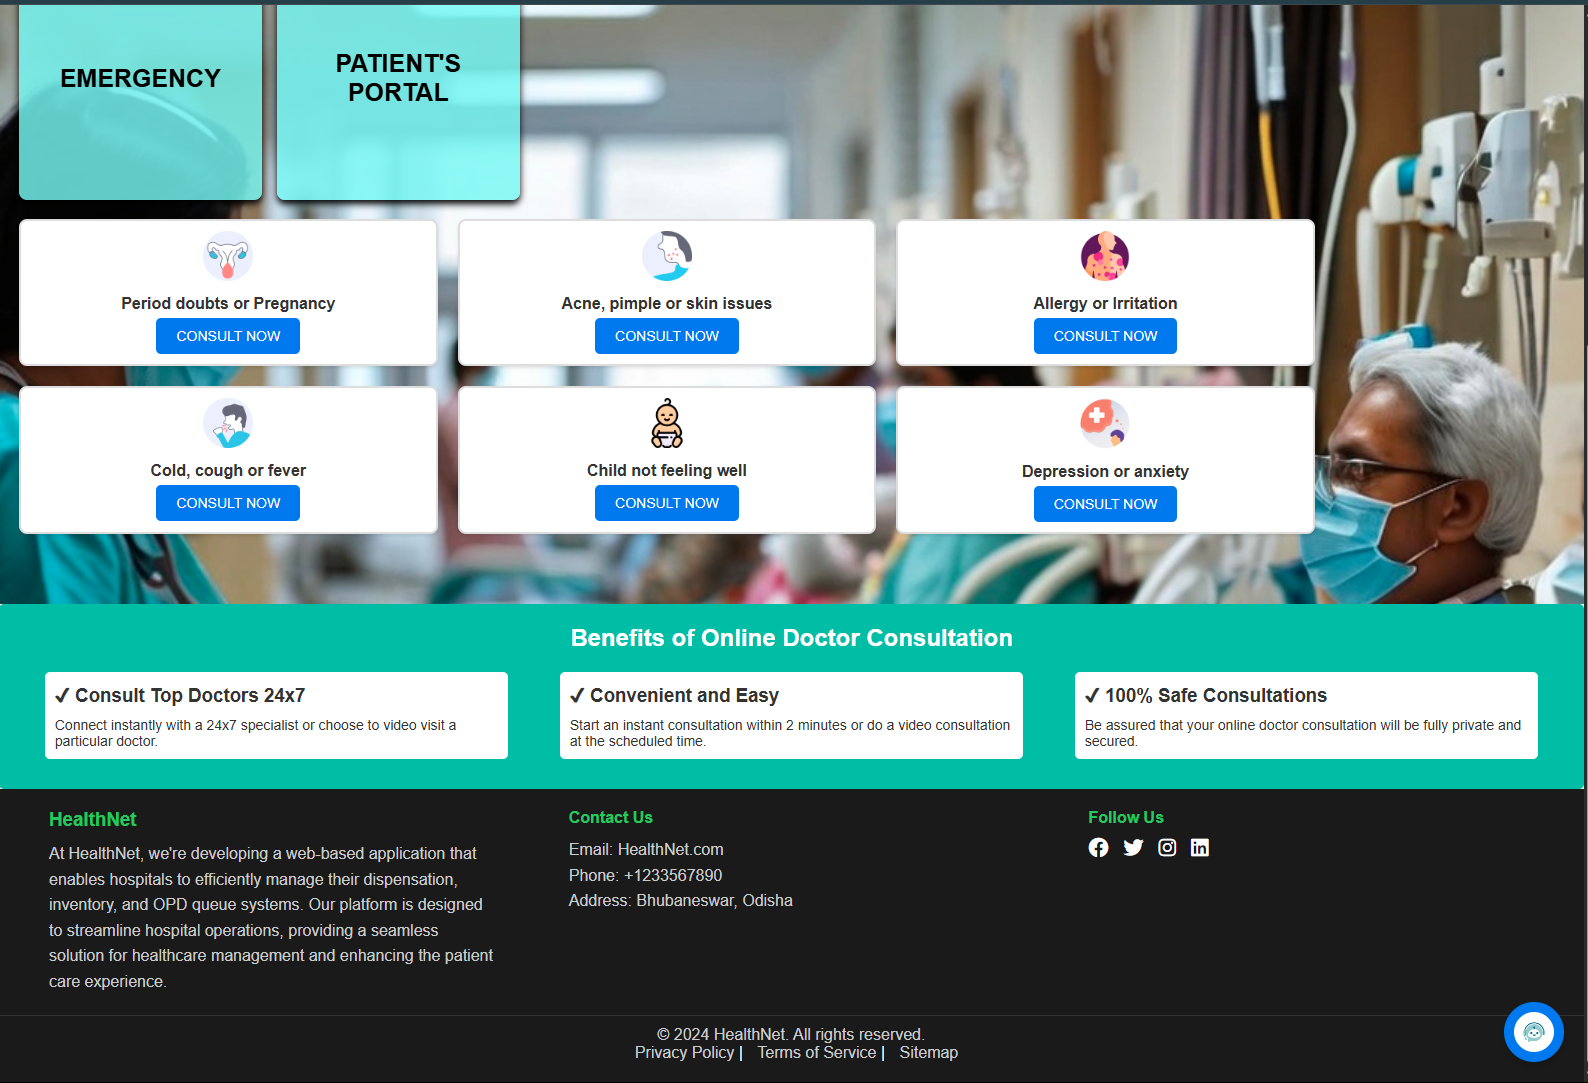 EMERGENCY
PATIENT'S
PORTAL
Period doubts or Pregnancy
CONSULT NOW
Acne, pimple or skin issues
CONSULT NOW
Allergy or Irritation
CONSULT NOW
Cold, cough or fever
CONSULT NOW
Child not feeling well
CONSULT NOW
Depression or anxiety
CONSULT NOW
Benefits of Online Doctor Consultation
✓ Consult Top Doctors 24x7
Connect instantly with a 24x7 specialist or choose to video visit a
particular doctor.
✓ Convenient and Easy
Start an instant consultation within 2 minutes or do a video consultation
at the scheduled time.
✓ 100% Safe Consultations
Be assured that your online doctor consultation will be fully private and
secured.
HealthNet
At HealthNet, we're developing a web-based application that
enables hospitals to efficiently manage their dispensation,
inventory, and OPD queue systems. Our platform is designed
to streamline hospital operations, providing a seamless
solution for healthcare management and enhancing the patient
care experience.
Contact Us
Email: HealthNet.com
Phone: +1233567890
Address: Bhubaneswar, Odisha
Follow Us
© 2024 HealthNet. All rights reserved.
Privacy Policy | Terms of Service | Sitemap